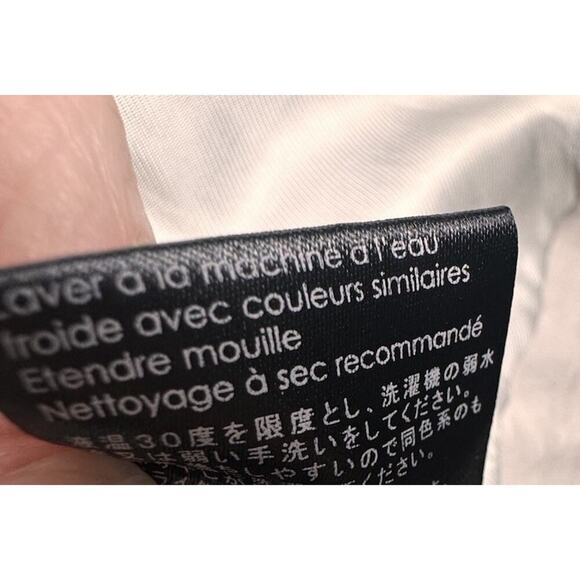 Laver à la machine à l'eau
froide avec couleurs similaires
Etendre mouille
Nettoyage à sec recommandé
液温30度を限度とし、洗濯機の弱水
は弱い手洗いをしてください。
しやすいので同色系のも
ください。